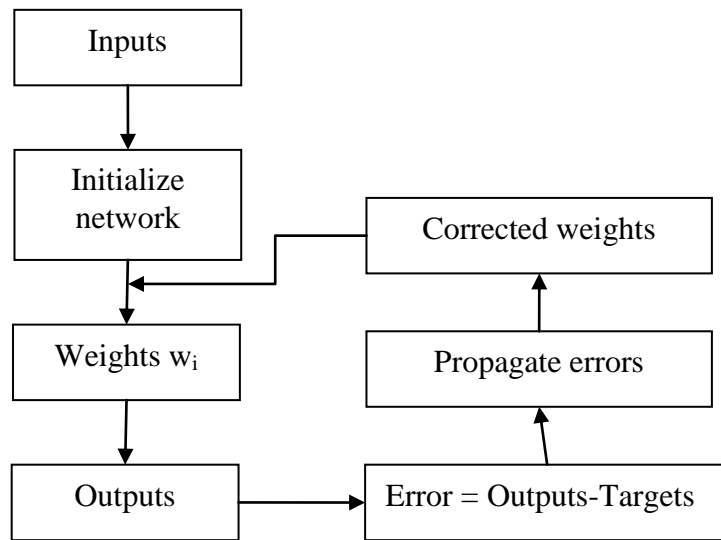 Inputs
Initialize
network
Corrected weights
Weights wᵢ
Propagate errors
Outputs
Error = Outputs-Targets